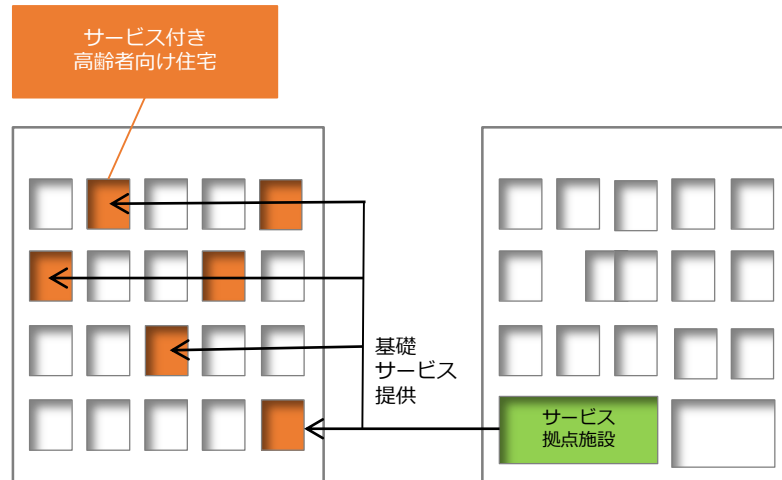 サービス付き
高齢者向け住宅
基礎
サービス
提供
サービス
拠点施設